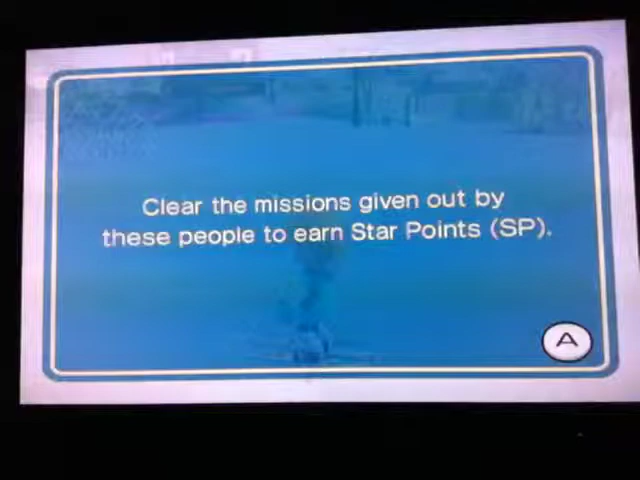 Clear the missions given out by
these people to earn Star Points (SP).
A